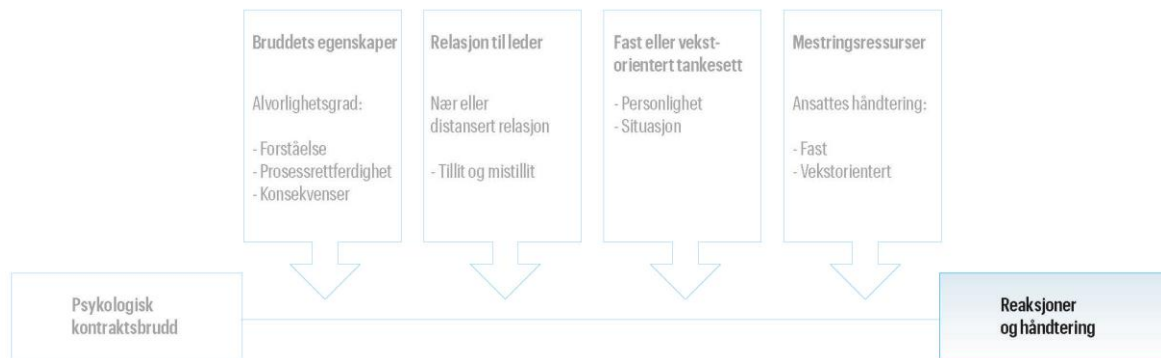 Bruddets egenskaper
Alvorlighetsgrad:
- Forståelse
- Prosessrettferdighet
- Konsekvenser
Relasjon til leder
Nær eller
distansert relasjon
- Tillit og mistillit
Fast eller vekst-
orientert tankesett
- Personlighet
- Situasjon
Mestringsressurser
Ansattes håndtering:
- Fast
- Vekstorientert
Psykologisk
kontraktsbrudd
Reaksjoner
og håndtering